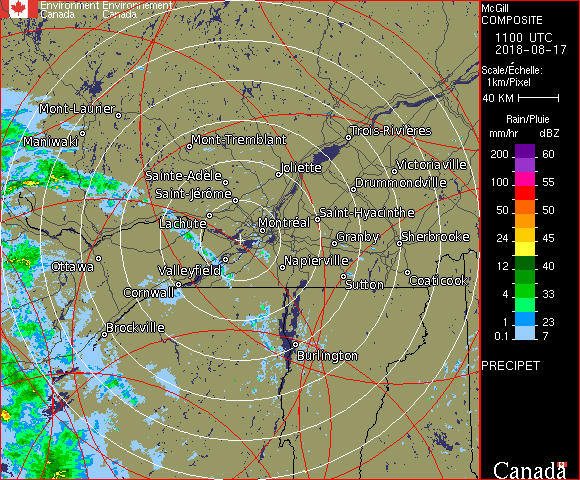 Environment Environnement
Canada Canada
Mont-Laurier
Maniwaki
Mont-Tremblant
Trois-Rivières
Joliette
Victoriaville
Sainte-Adèle
Drummondville
Saint-Jérôme
Lachute
Saint-Hyacinthe
Montréal
Granby
Sherbrooke
Ottawa
Valleyfield
Napierville
Cornwall
Sutton
Coaticook
Brockville
Burlington
McGill
COMPOSITE
1100 UTC
2018-08-17
Scale/Échelle:
1km/Pixel
40 KM
Rain/Pluie
mm/hr dBZ
200 60
100 55
50 50
24 45
12 40
4 33
1 23
0.1 7
PRECIPET
Canada